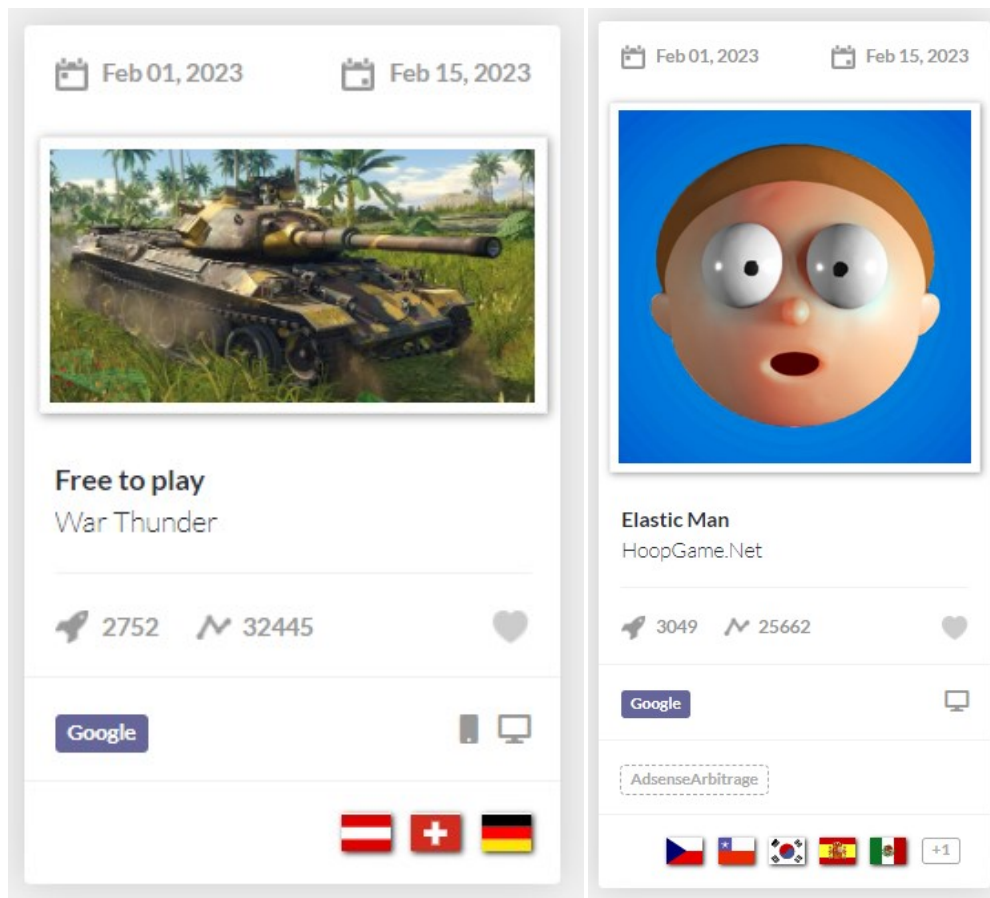 Feb 01, 2023 Feb 15, 2023
Free to play
War Thunder
2752 32445
Google
Feb 01, 2023 Feb 15, 2023
Elastic Man
HoopGame.Net
3049 25662
Google
AdsenseArbitrage
+1